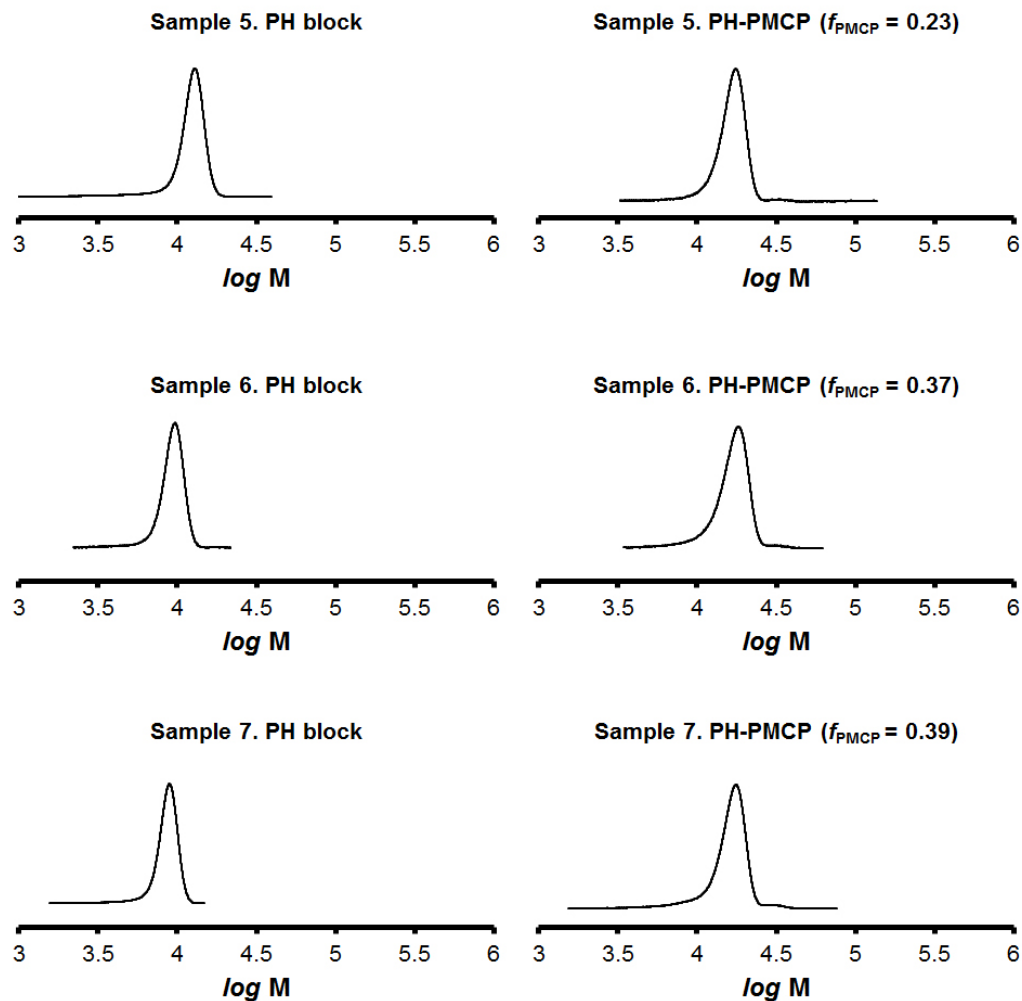 Sample 5. PH block
3 3.5 4 4.5 5 5.5 6
log M
Sample 5. PH-PMCP (fPMCP = 0.23)
3 3.5 4 4.5 5 5.5 6
log M
Sample 6. PH block
3 3.5 4 4.5 5 5.5 6
log M
Sample 6. PH-PMCP (fPMCP = 0.37)
3 3.5 4 4.5 5 5.5 6
log M
Sample 7. PH block
3 3.5 4 4.5 5 5.5 6
log M
Sample 7. PH-PMCP (fPMCP = 0.39)
3 3.5 4 4.5 5 5.5 6
log M